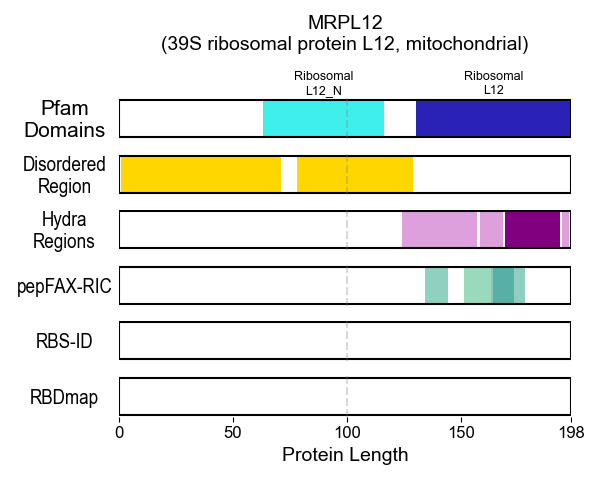 MRPL12
(39S ribosomal protein L12, mitochondrial)
Ribosomal
L12_N
Ribosomal
L12
Pfam
Domains
Disordered
Region
Hydra
Regions
pepFAX-RIC
RBS-ID
RBDmap
0 50 100 150 198
Protein Length